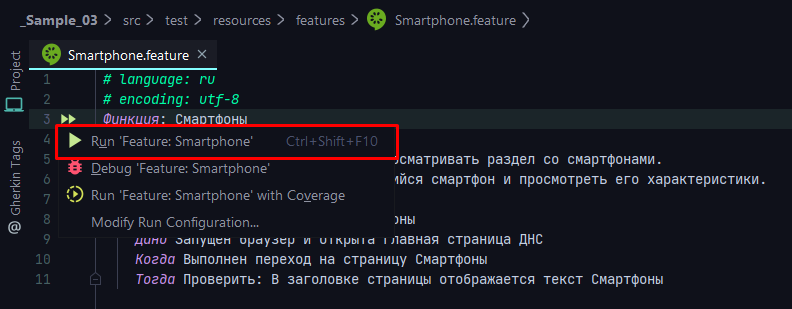 _Sample_03 〉 src 〉 test 〉 resources 〉 features 〉 Smartphone.feature 〉
Smartphone.feature ×
Project
Gherkin Tags
@
1 # language: ru
2 # encoding: utf-8
3 Функция: Смартфоны
4
Run 'Feature: Smartphone' Ctrl+Shift+F10
5 осматривать раздел со смартфонами.
Debug 'Feature: Smartphone'
6 смартфон и просмотреть его характеристики.
Run 'Feature: Smartphone' with Coverage
7
8
Modify Run Configuration...
9 Дано Запущен браузер и открыта главная страница ДНС
10 Когда Выполнен переход на страницу Смартфоны
11 Тогда Проверить: В заголовке страницы отображается текст Смартфоны